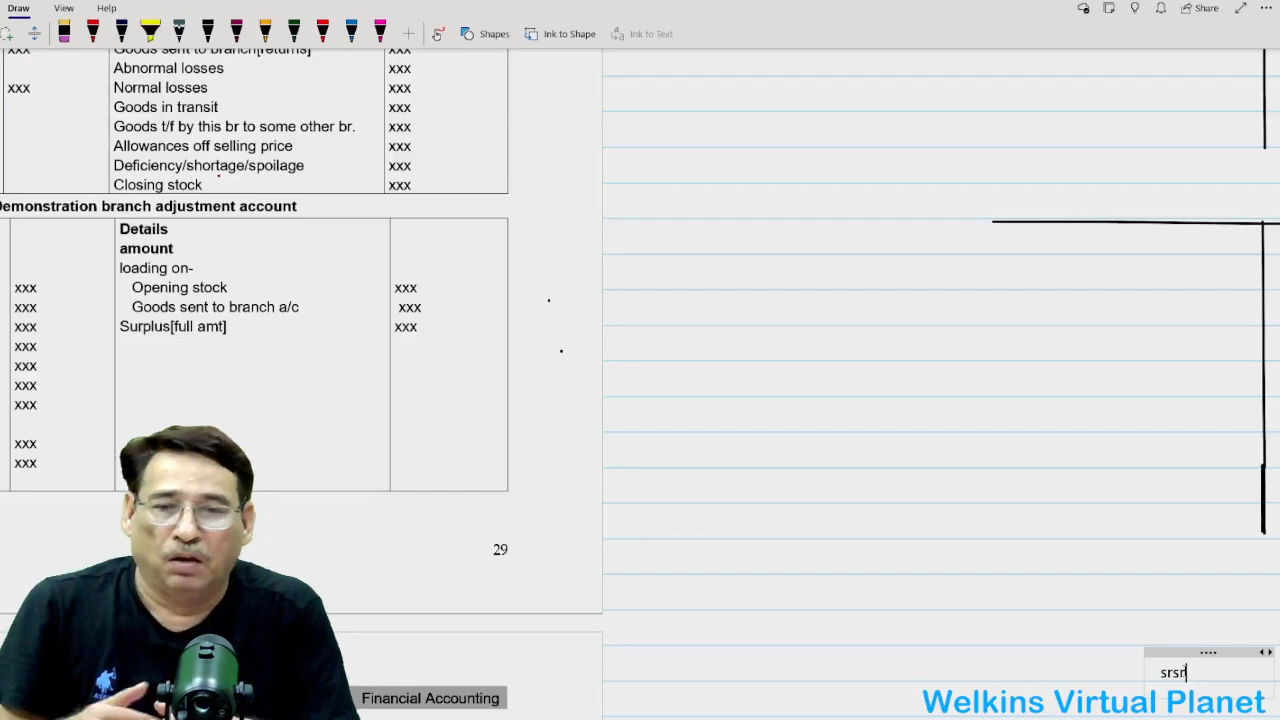 Draw View Help Share
Shapes Ink to Shape Ink to Text
xxx Goods sent to branch[returns] xxx
Abnormal losses xxx
xxx Normal losses xxx
Goods in transit xxx
Goods t/f by this br to some other br. xxx
Allowances off selling price xxx
Deficiency/shortage/spoilage xxx
Closing stock xxx
Demonstration branch adjustment account
Details
amount
loading on-
xxx Opening stock xxx
xxx Goods sent to branch a/c xxx
xxx Surplus[full amt] xxx
xxx
xxx
xxx
xxx
xxx
xxx
29
Financial Accounting
srsri
Welkins Virtual Planet